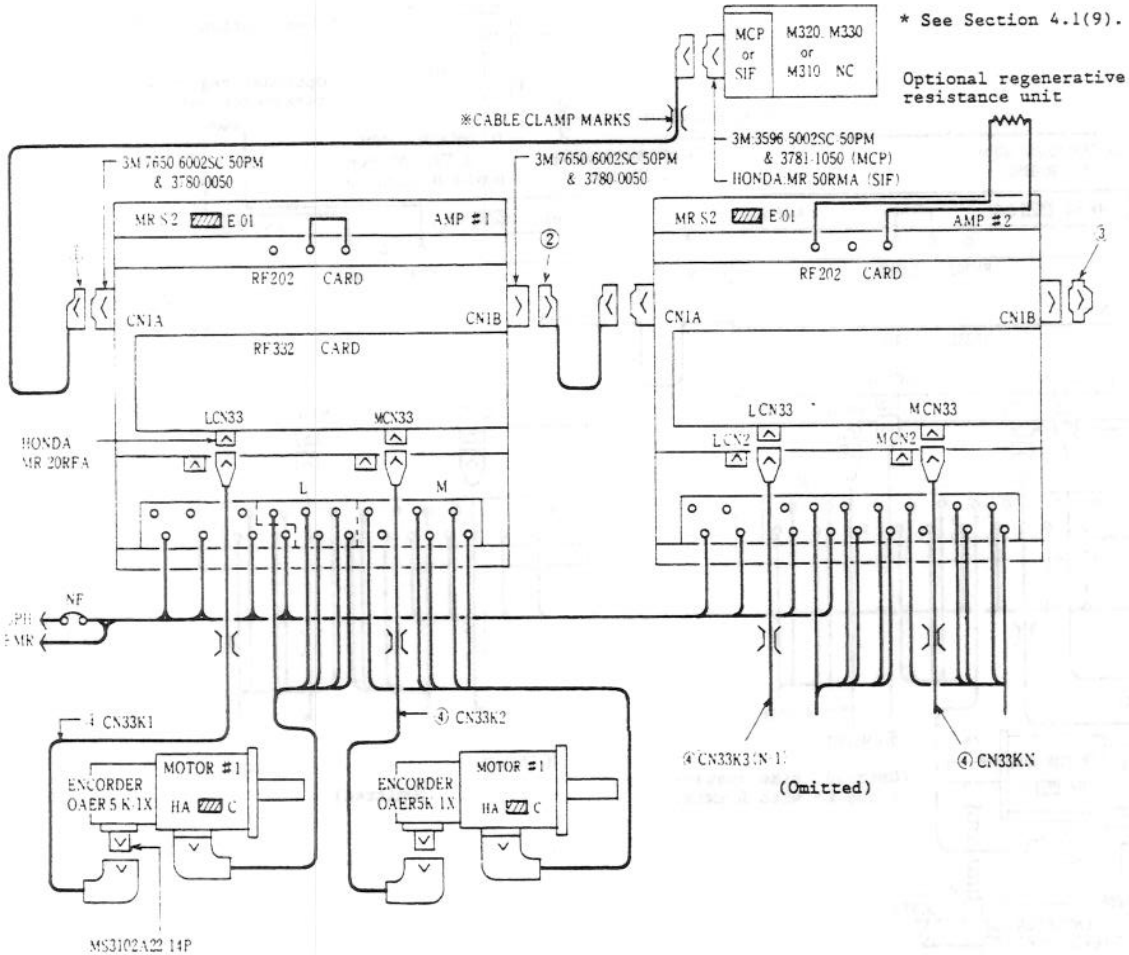 * See Section 4.1(9).
MCP
or
SIF
M320. M330
or
M310 NC
Optional regenerative
resistance unit
※CABLE CLAMP MARKS
3M:7650 6002SC 50PM
& 3780-0050
3M:7650-6002SC 50PM
& 3780-0050
3M:3596 5002SC-50PM
& 3781-1050 (MCP)
HONDA:MR 50RMA (SIF)
MR S2
E 01
AMP #1
RF202 CARD
②
CN1A
CN1B
RF332 CARD
LCN33
MCN33
HONDA
MR 20RFA
L
M
MR S2
E 01
AMP #2
RF202 CARD
③
CN1A
CN1B
LCN33
MCN33
LCN2
MCN2
NF
MR
CN33K1
④ CN33K2
④ CN33K3(N-1)
(Omitted)
④ CN33KN
ENCORDER
OAER 5 K-1X
MOTOR #1
HA
C
ENCORDER
OAER5K 1X
MOTOR #1
HA
C
MS3102A22 14P